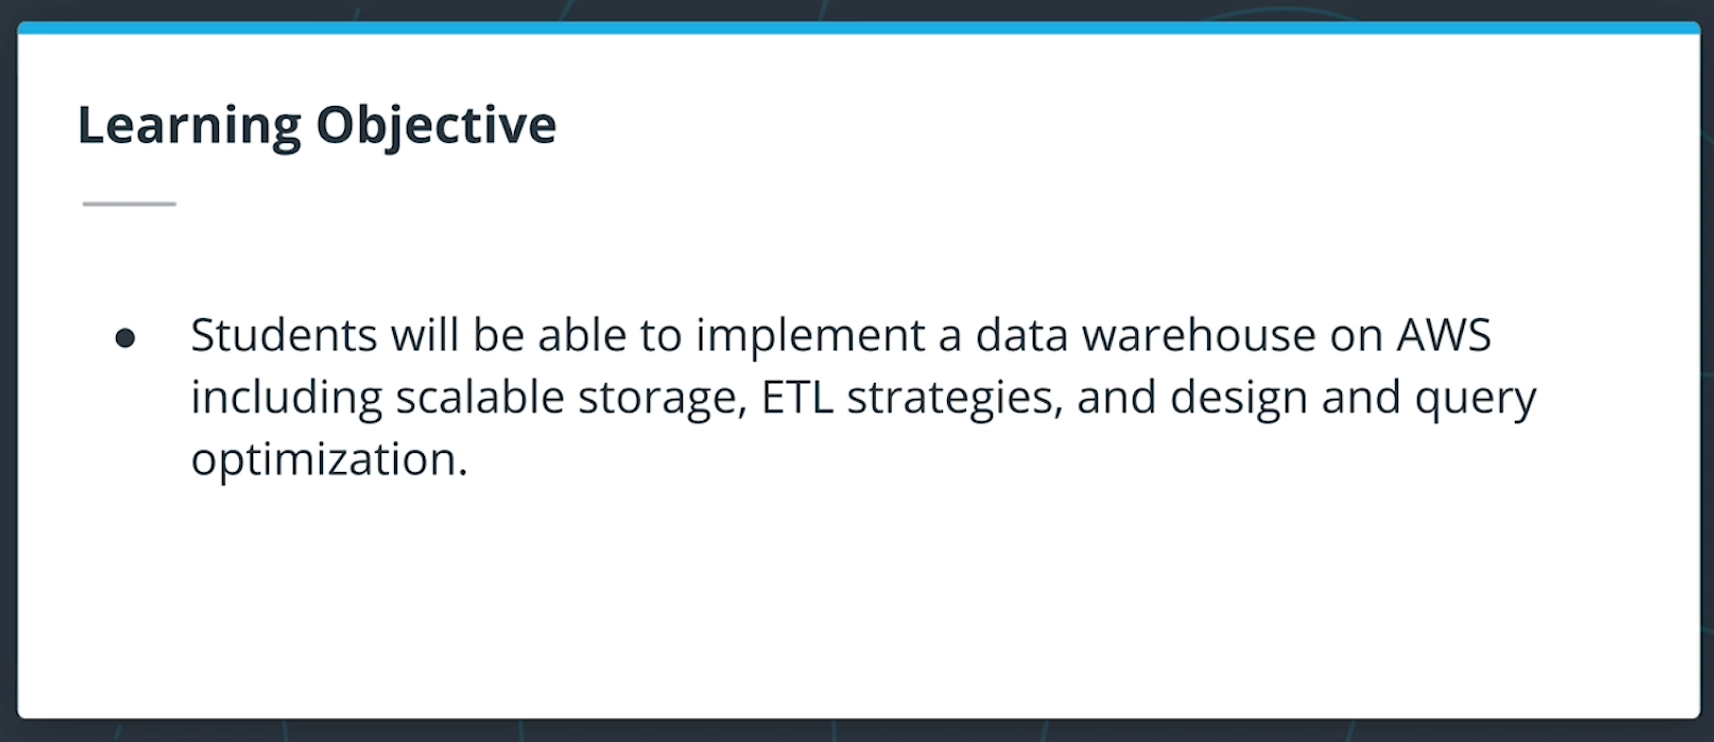 Learning Objective
● Students will be able to implement a data warehouse on AWS
including scalable storage, ETL strategies, and design and query
optimization.